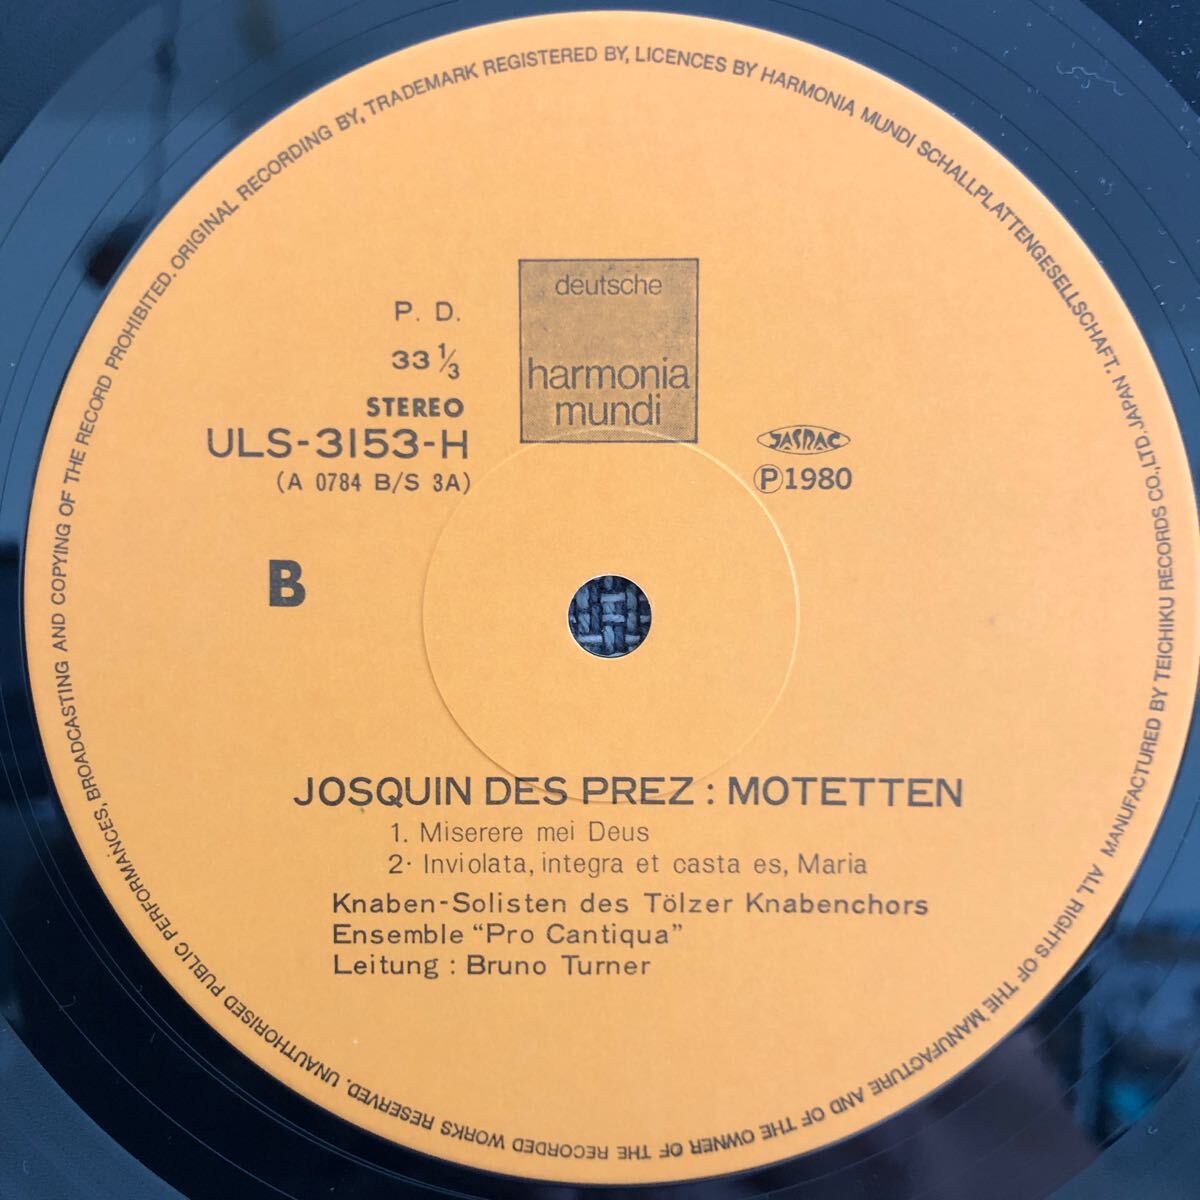 MANUFACTURED BY TEICHIKU RECORDS CO., LTD. JAPAN ALL RIGHTS OF THE MANUFACTURE AND OF THE OWNER OF THE RECORDED WORKS RESERVED. UNAUTHORISED PUBLIC PERFORMANCES, BROADCASTING AND COPYING OF THE RECORD PROHIBITED. ORIGINAL RECORDING BY, TRADEMARK REGISTERED BY, LICENCES BY HARMONIA MUNDI SCHALLPLATTENGESELLSCHAFT.
deutsche
harmonia
mundi
P. D.
33 1/3
STEREO
ULS-3153-H
(A 0784 B/S 3A)
JASRAC
Ⓟ1980
B
JOSQUIN DES PREZ : MOTETTEN
1. Miserere mei Deus
2· Inviolata, integra et casta es, Maria
Knaben-Solisten des Tölzer Knabenchors
Ensemble “Pro Cantiqua”
Leitung : Bruno Turner